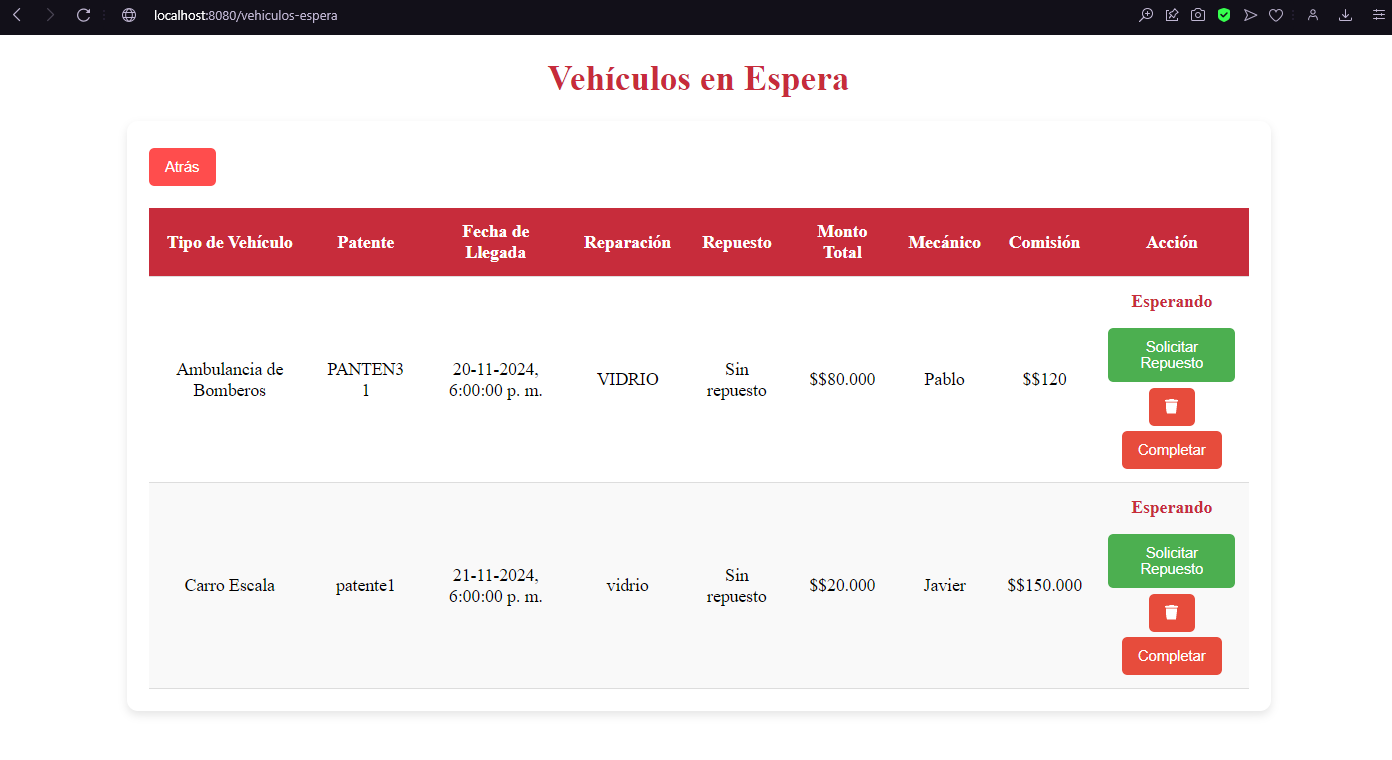 localhost:8080/vehiculos-espera
Vehículos en Espera
Atrás
Tipo de Vehículo
Patente
Fecha de
Llegada
Reparación
Repuesto
Monto
Total
Mecánico
Comisión
Acción
Ambulancia de
Bomberos
PANTEN3
1
20-11-2024,
6:00:00 p. m.
VIDRIO
Sin
repuesto
$$80.000
Pablo
$$120
Esperando
Solicitar
Repuesto
Completar
Carro Escala
patente1
21-11-2024,
6:00:00 p. m.
vidrio
Sin
repuesto
$$20.000
Javier
$$150.000
Esperando
Solicitar
Repuesto
Completar